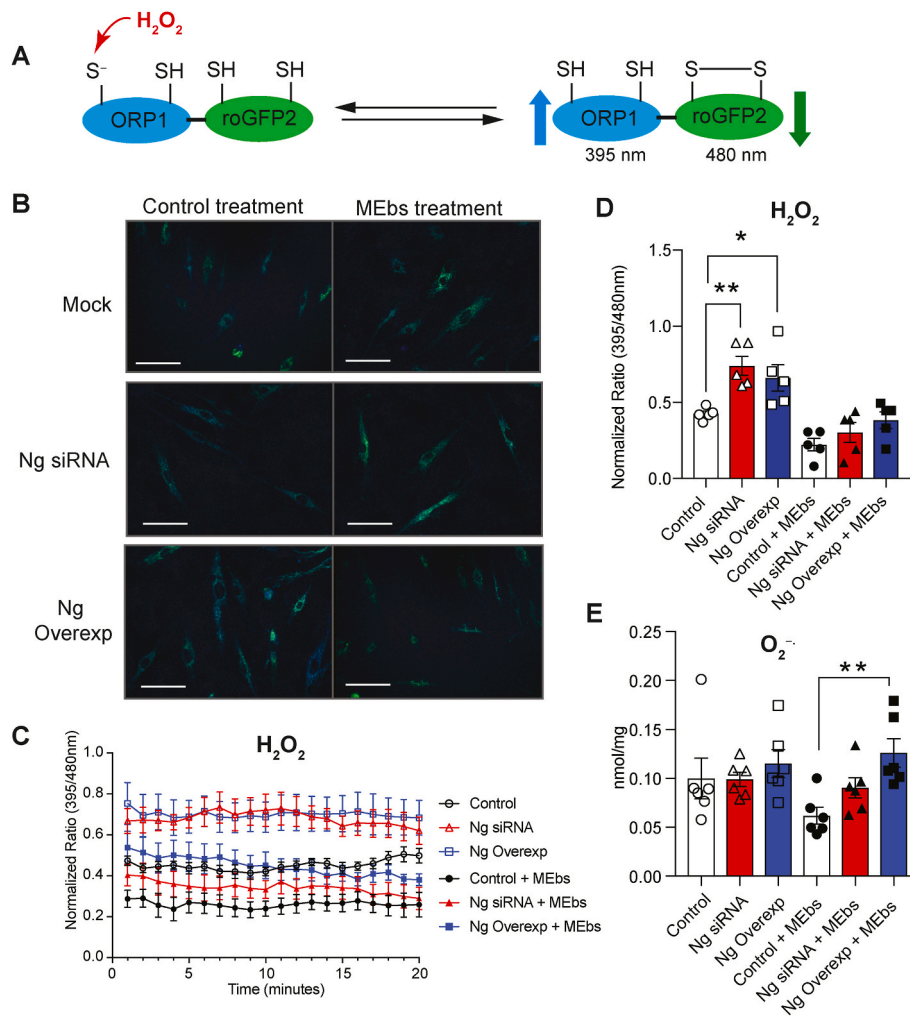 A
H₂O₂
S⁻ SH SH SH
ORP1 roGFP2
SH SH S S
ORP1 roGFP2
395 nm 480 nm
B
Control treatment MEbs treatment
Mock
Ng siRNA
Ng
Overexp
C
H₂O₂
Normalized Ratio (395/480nm)
1.0
0.8
0.6
0.4
0.2
0.0
0 5 10 15 20
Time (minutes)
Control
Ng siRNA
Ng Overexp
Control + MEbs
Ng siRNA + MEbs
Ng Overexp + MEbs
D
H₂O₂
Normalized Ratio (395/480nm)
1.5
1.0
0.5
0.0
*
**
Control
Ng siRNA
Ng Overexp
Control + MEbs
Ng siRNA + MEbs
Ng Overexp + MEbs
E
O₂⁻·
nmol/mg
0.25
0.20
0.15
0.10
0.05
0.00
**
Control
Ng siRNA
Ng Overexp
Control + MEbs
Ng siRNA + MEbs
Ng Overexp + MEbs